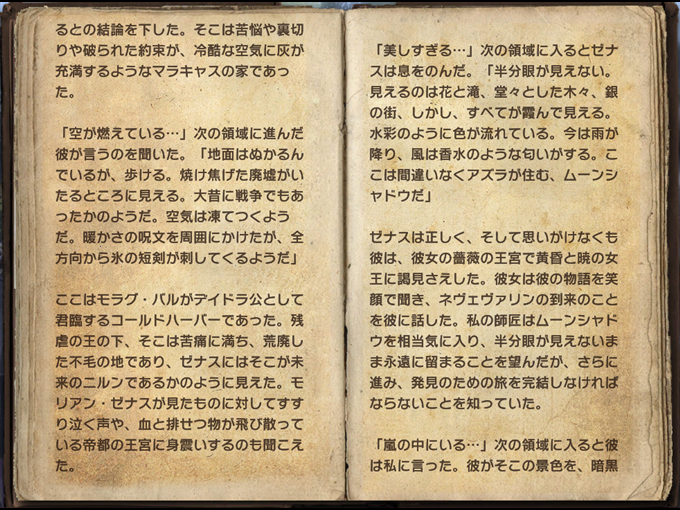 るとの結論を下した。そこは苦悩や裏切
りや破られた約束が、冷酷な空気に灰が
充満するようなマラキャスの家であっ
た。
「空が燃えている…」次の領域に進んだ
彼が言うのを聞いた。「地面はぬかるん
でいるが、歩ける。焼け焦げた廃墟がい
たるところに見える。大昔に戦争でもあ
ったかのようだ。空気は凍てつくよう
だ。暖かさの呪文を周囲にかけたが、全
方向から氷の短剣が刺してくるようだ」
ここはモラグ・バルがデイドラ公として
君臨するコールドハーバーであった。残
虐の王の下、そこは苦痛に満ち、荒廃し
た不毛の地であり、ゼナスにはそこが未
来のニルンであるかのように見えた。モ
リアン・ゼナスが見たものに対してすす
り泣く声や、血と排せつ物が飛び散って
いる帝都の王宮に身震いするのも聞こえ
た。
「美しすぎる…」次の領域に入るとゼナ
スは息をのんだ。「半分眼が見えない。
見えるのは花と滝、堂々とした木々、銀
の街、しかし、すべてが霞んで見える。
水彩のように色が流れている。今は雨が
降り、風は香水のような匂いがする。こ
こは間違いなくアズラが住む、ムーンシ
ャドウだ」
ゼナスは正しく、そして思いがけなくも
彼は、彼女の薔薇の王宮で黄昏と暁の女
王に謁見さえした。彼女は彼の物語を笑
顔で聞き、ネヴェヴァリンの到来のこと
を彼に話した。私の師匠はムーンシャド
ウを相当気に入り、半分眼が見えないま
ま永遠に留まることを望んだが、さらに
進み、発見のための旅を完結しなければ
ならないことを知っていた。
「嵐の中にいる…」次の領域に入ると彼
は私に言った。彼がそこの景色を、暗黒